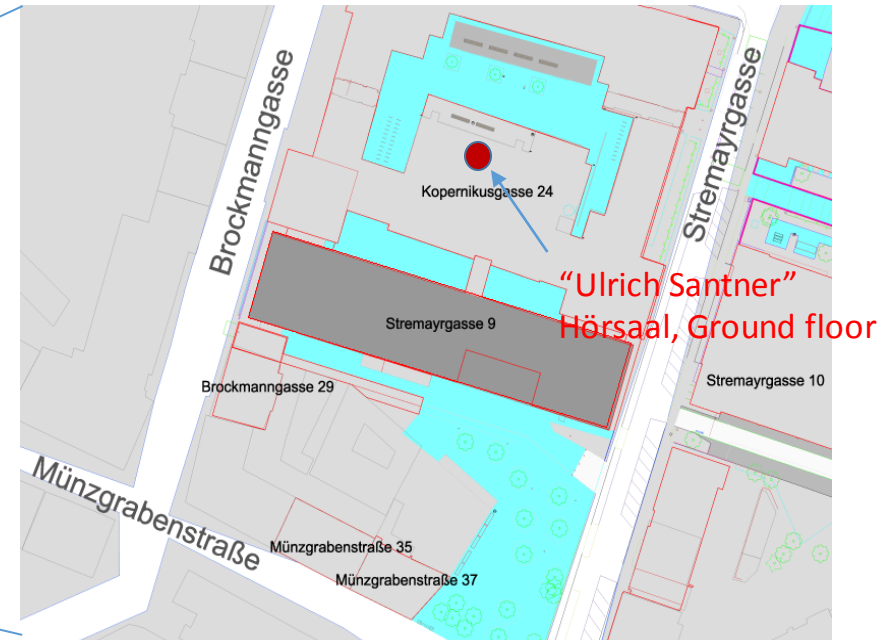 Brockmanngasse
Stremayrgasse
Kopernikusgasse 24
“Ulrich Santner”
Hörsaal, Ground floor
Stremayrgasse 9
Brockmanngasse 29
Stremayrgasse 10
Münzgrabenstraße
Münzgrabenstraße 35
Münzgrabenstraße 37